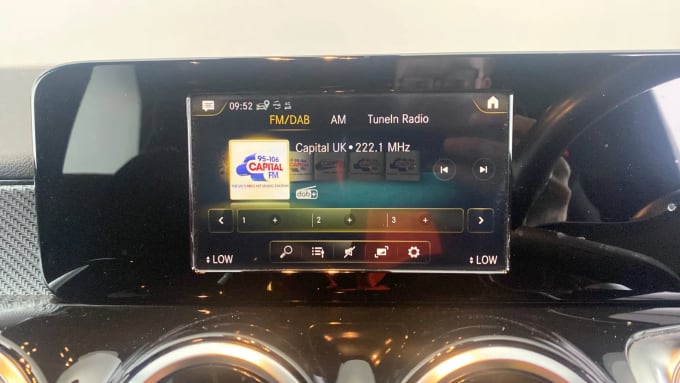 09:52
FM/DAB AM TuneIn Radio
Capital UK • 222.1 MHz
95-106
CAPITAL
FM
dab+
1 + 2 + 3 +
LOW LOW